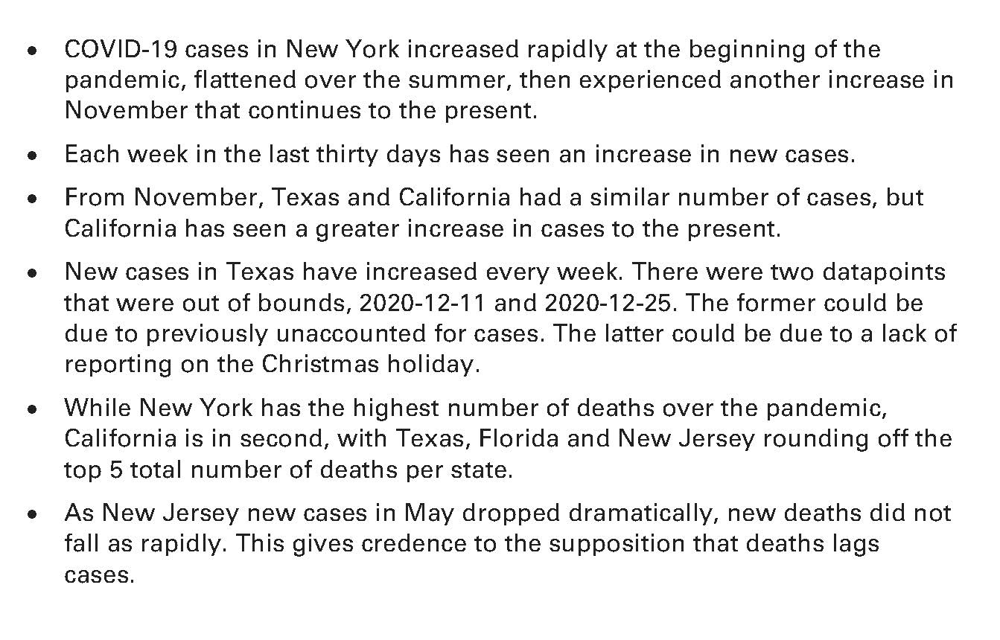 • COVID-19 cases in New York increased rapidly at the beginning of the
pandemic, flattened over the summer, then experienced another increase in
November that continues to the present.
• Each week in the last thirty days has seen an increase in new cases.
• From November, Texas and California had a similar number of cases, but
California has seen a greater increase in cases to the present.
• New cases in Texas have increased every week. There were two datapoints
that were out of bounds, 2020-12-11 and 2020-12-25. The former could be
due to previously unaccounted for cases. The latter could be due to a lack of
reporting on the Christmas holiday.
• While New York has the highest number of deaths over the pandemic,
California is in second, with Texas, Florida and New Jersey rounding off the
top 5 total number of deaths per state.
• As New Jersey new cases in May dropped dramatically, new deaths did not
fall as rapidly. This gives credence to the supposition that deaths lags
cases.